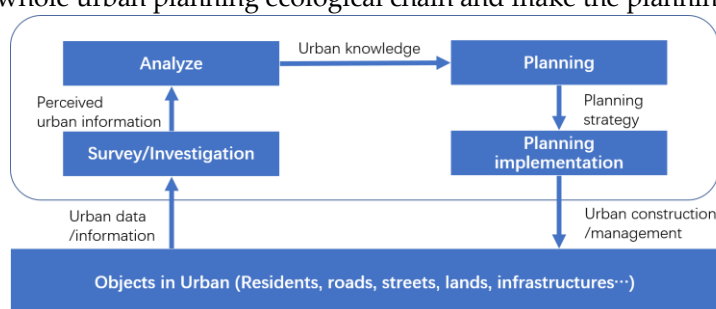 whole urban planning ecological chain and make the plannin
Urban knowledge
Analyze
Planning
Perceived
urban information
Planning
strategy
Survey/Investigation
Planning
implementation
Urban data
/information
Urban construction
/management
Objects in Urban (Residents, roads, streets, lands, infrastructures···)